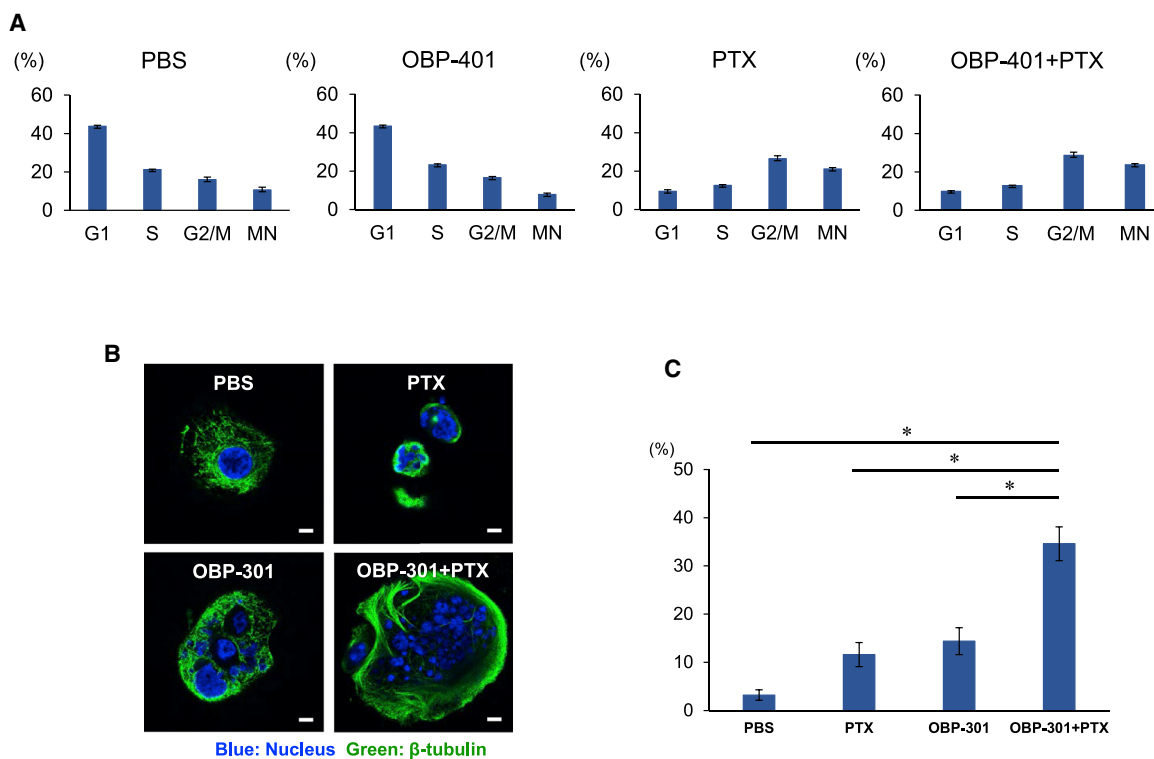 A
(%) PBS (%) OBP-401 (%) PTX (%) OBP-401+PTX
60 60 60 60
40 40 40 40
20 20 20 20
0 0 0 0
G1 S G2/M MN G1 S G2/M MN G1 S G2/M MN G1 S G2/M MN
B
PBS PTX
OBP-301 OBP-301+PTX
Blue: Nucleus Green: β-tubulin
C
*
(%)
*
50
*
40
30
20
10
0
PBS PTX OBP-301 OBP-301+PTX